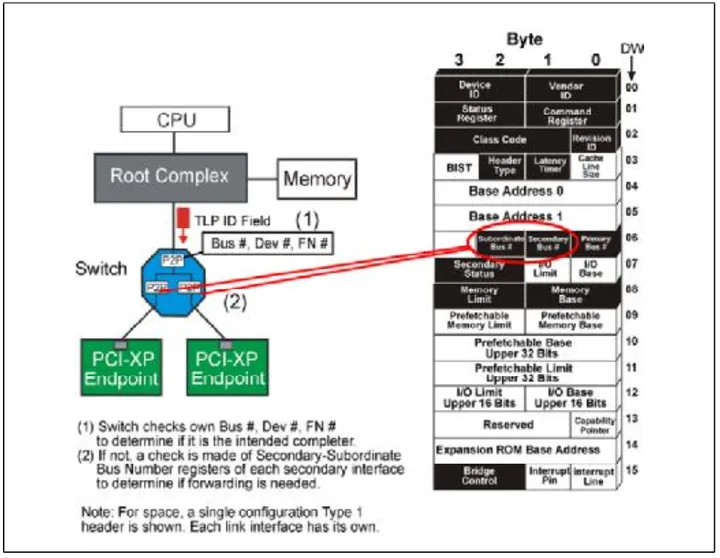 Byte
3 2 1 0 DW
Device ID
Vendor ID
00
Status Register
Command Register
01
Class Code
Revision ID
02
BIST
Header Type
Latency Timer
Cache Line Size
03
Base Address 0
04
Base Address 1
05
Subordinate Bus #
Secondary Bus #
Primary Bus #
06
Secondary Status
I/O Limit
I/O Base
07
Memory Limit
Memory Base
08
Prefetchable Memory Limit
Prefetchable Memory Base
09
Prefetchable Base Upper 32 Bits
10
Prefetchable Limit Upper 32 Bits
11
I/O Limit Upper 16 Bits
I/O Base Upper 16 Bits
12
Reserved
Capability Pointer
13
Expansion ROM Base Address
14
Bridge Control
Interrupt Pin
Interrupt Line
15
CPU
Root Complex
Memory
TLP ID Field (1)
Bus #, Dev #, FN #
P2P
Switch
P2P P2P
(2)
PCI-XP Endpoint
PCI-XP Endpoint
(1) Switch checks own Bus #, Dev #, FN #
to determine if it is the intended completer.
(2) If not, a check is made of Secondary-Subordinate
Bus Number registers of each secondary interface
to determine if forwarding is needed.
Note: For space, a single configuration Type 1
header is shown. Each link interface has its own.